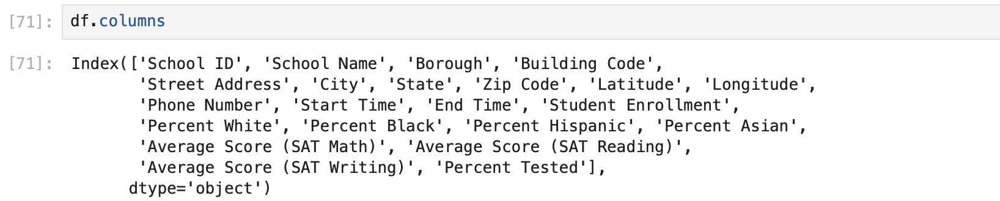 [71]: df.columns
[71]: Index(['School ID', 'School Name', 'Borough', 'Building Code',
'Street Address', 'City', 'State', 'Zip Code', 'Latitude', 'Longitude',
'Phone Number', 'Start Time', 'End Time', 'Student Enrollment',
'Percent White', 'Percent Black', 'Percent Hispanic', 'Percent Asian',
'Average Score (SAT Math)', 'Average Score (SAT Reading)',
'Average Score (SAT Writing)', 'Percent Tested'],
dtype='object')